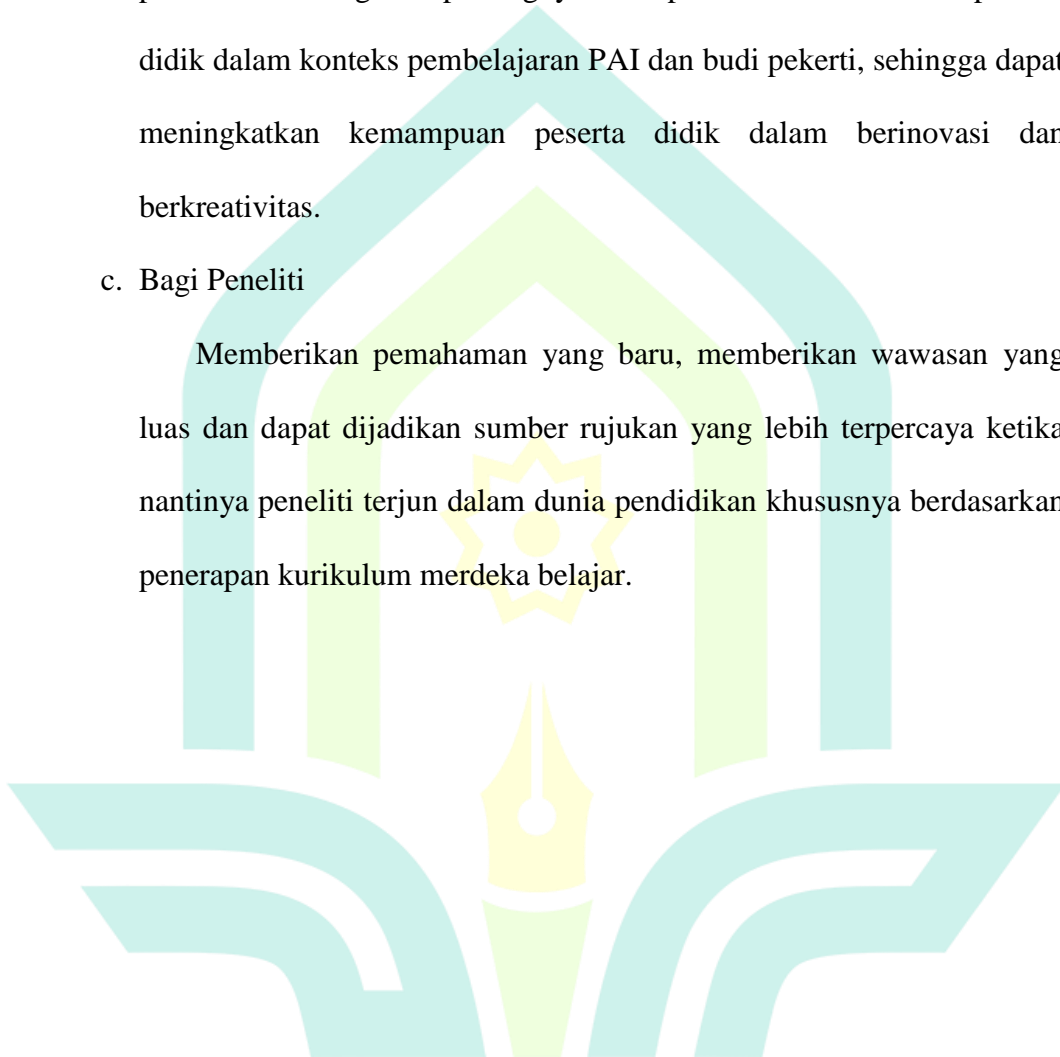 didik dalam konteks pembelajaran PAI dan budi pekerti, sehingga dapat
meningkatkan kemampuan peserta didik dalam berinovasi dan
berkreativitas.
c. Bagi Peneliti
Memberikan pemahaman yang baru, memberikan wawasan yang
luas dan dapat dijadikan sumber rujukan yang lebih terpercaya ketika
nantinya peneliti terjun dalam dunia pendidikan khususnya berdasarkan
penerapan kurikulum merdeka belajar.